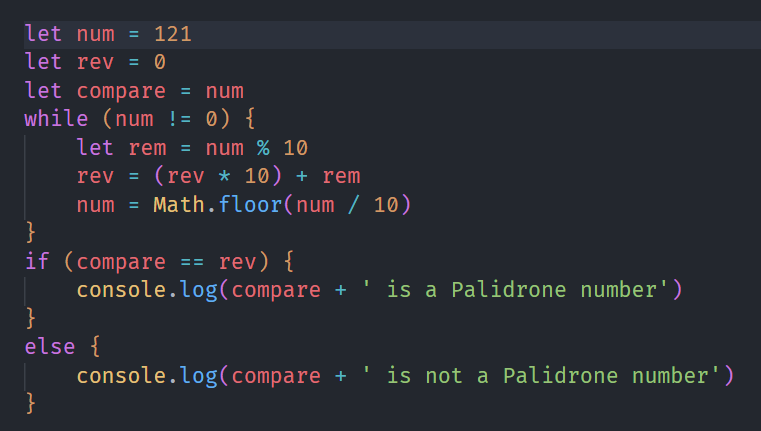 let num = 121
let rev = 0
let compare = num
while (num != 0) {
    let rem = num % 10
    rev = (rev * 10) + rem
    num = Math.floor(num / 10)
}
if (compare == rev) {
    console.log(compare + ' is a Palidrone number')
}
else {
    console.log(compare + ' is not a Palidrone number')
}